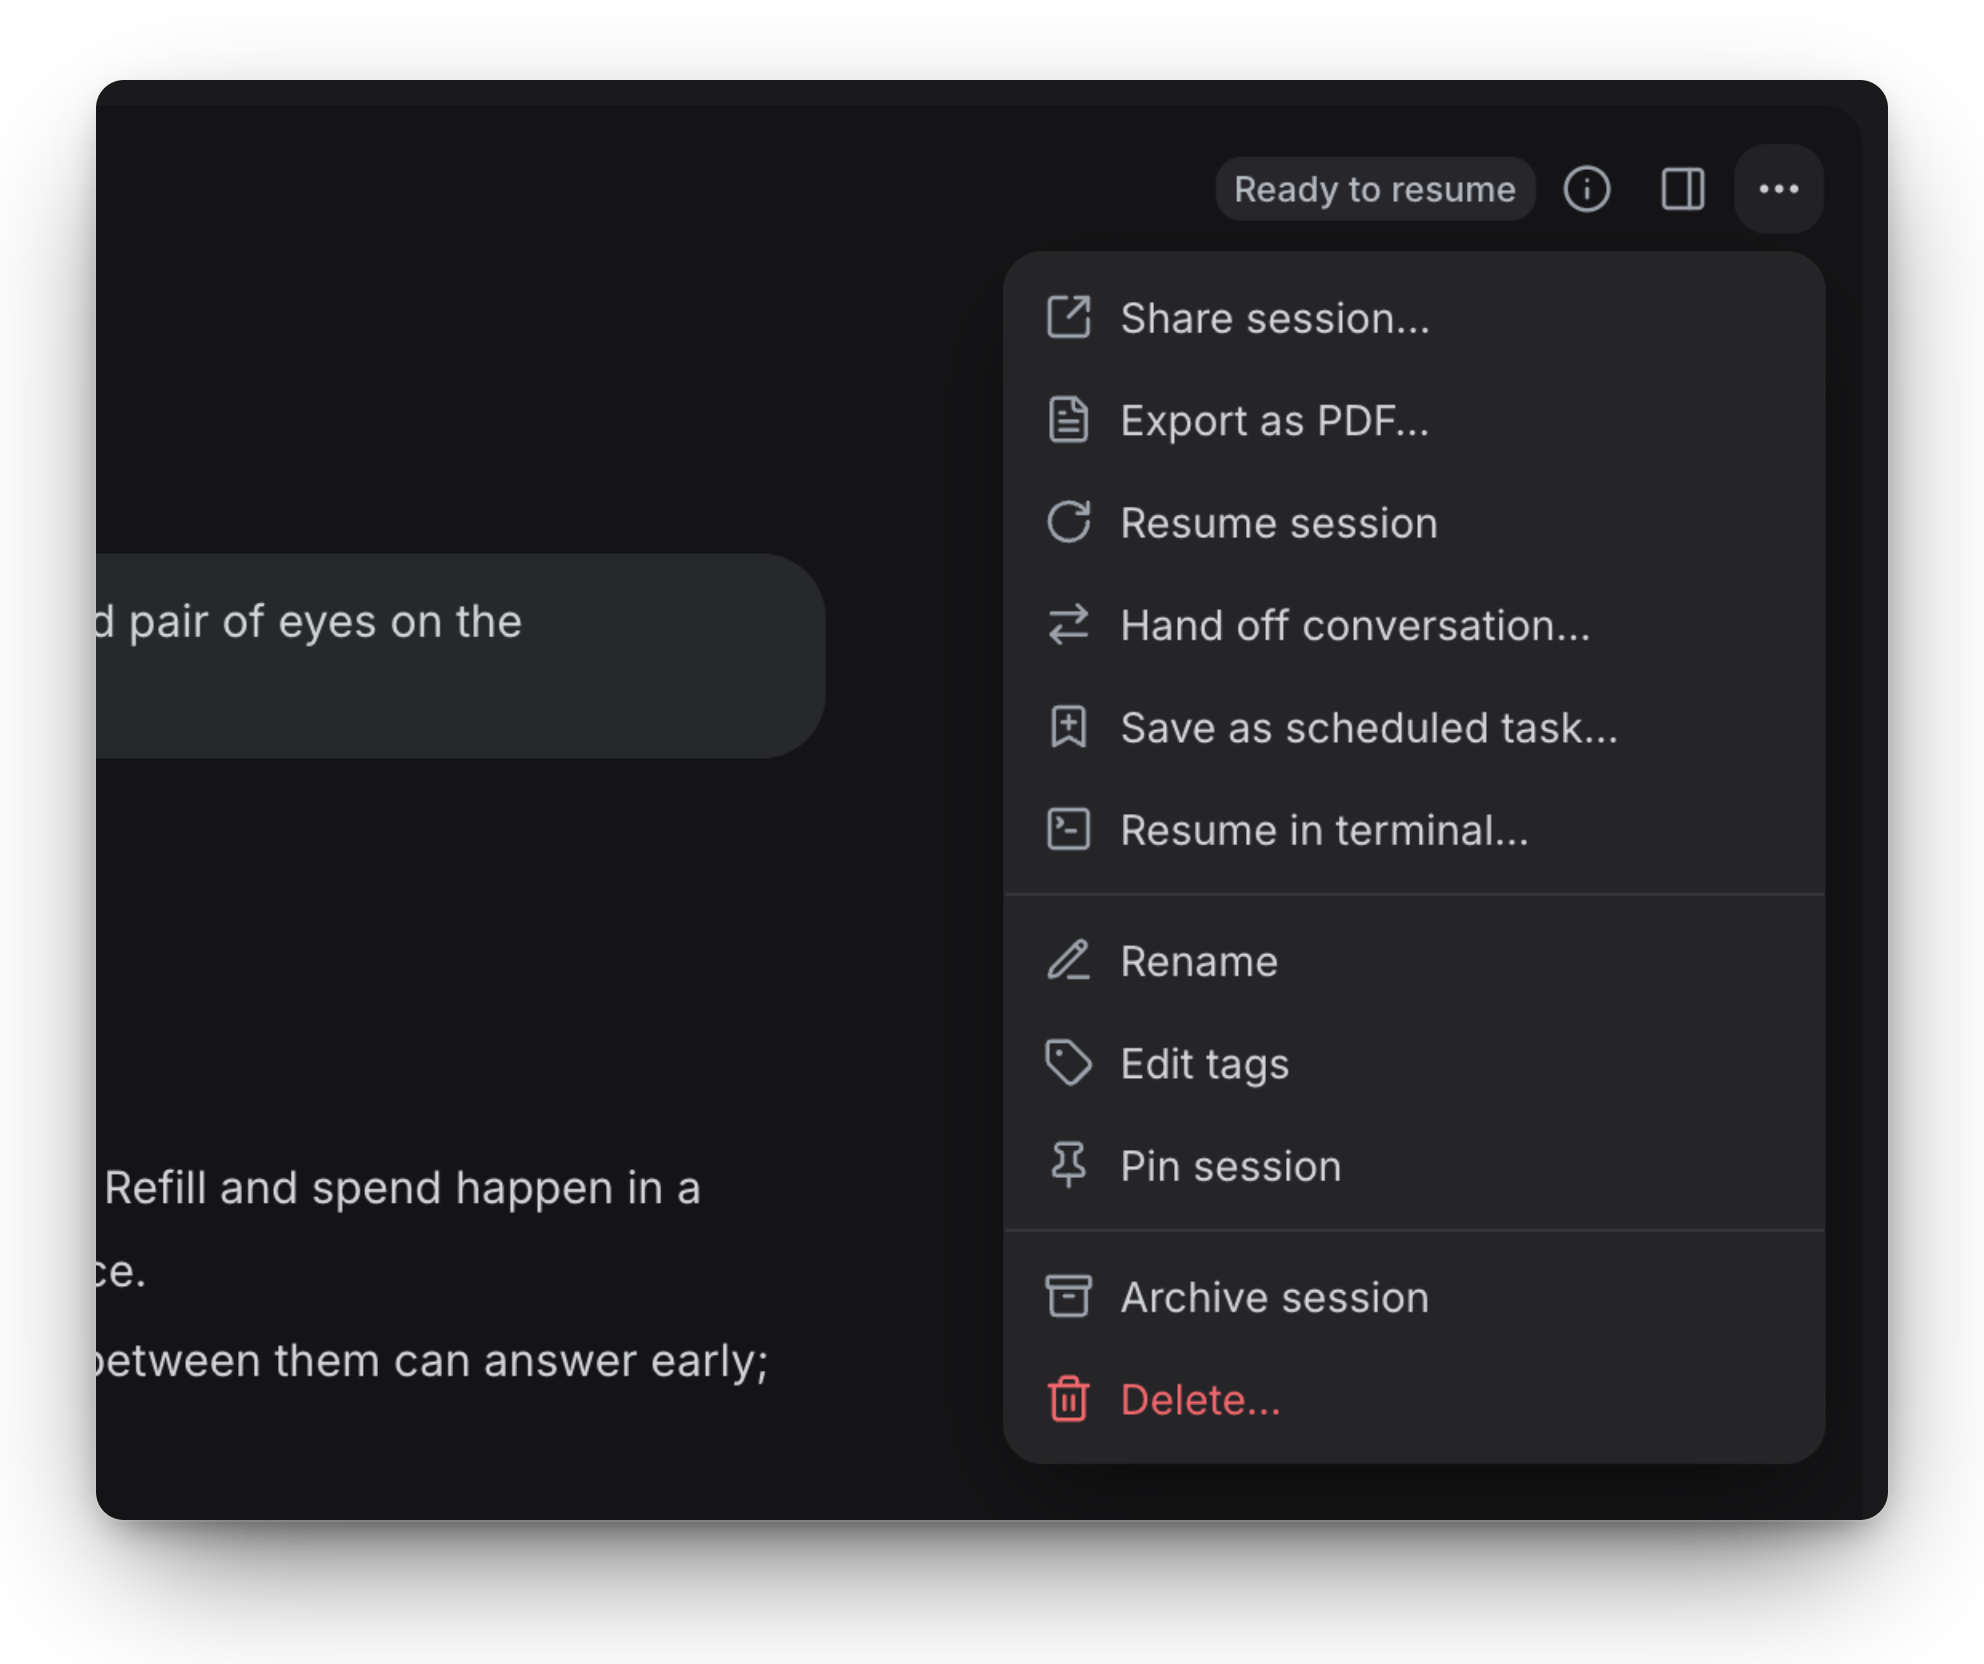 Ready to resume
Share session...
Export as PDF...
Resume session
Hand off conversation...
Save as scheduled task...
Resume in terminal...
Rename
Edit tags
Pin session
Archive session
Delete...
d pair of eyes on the
Refill and spend happen in a
ce.
between them can answer early;